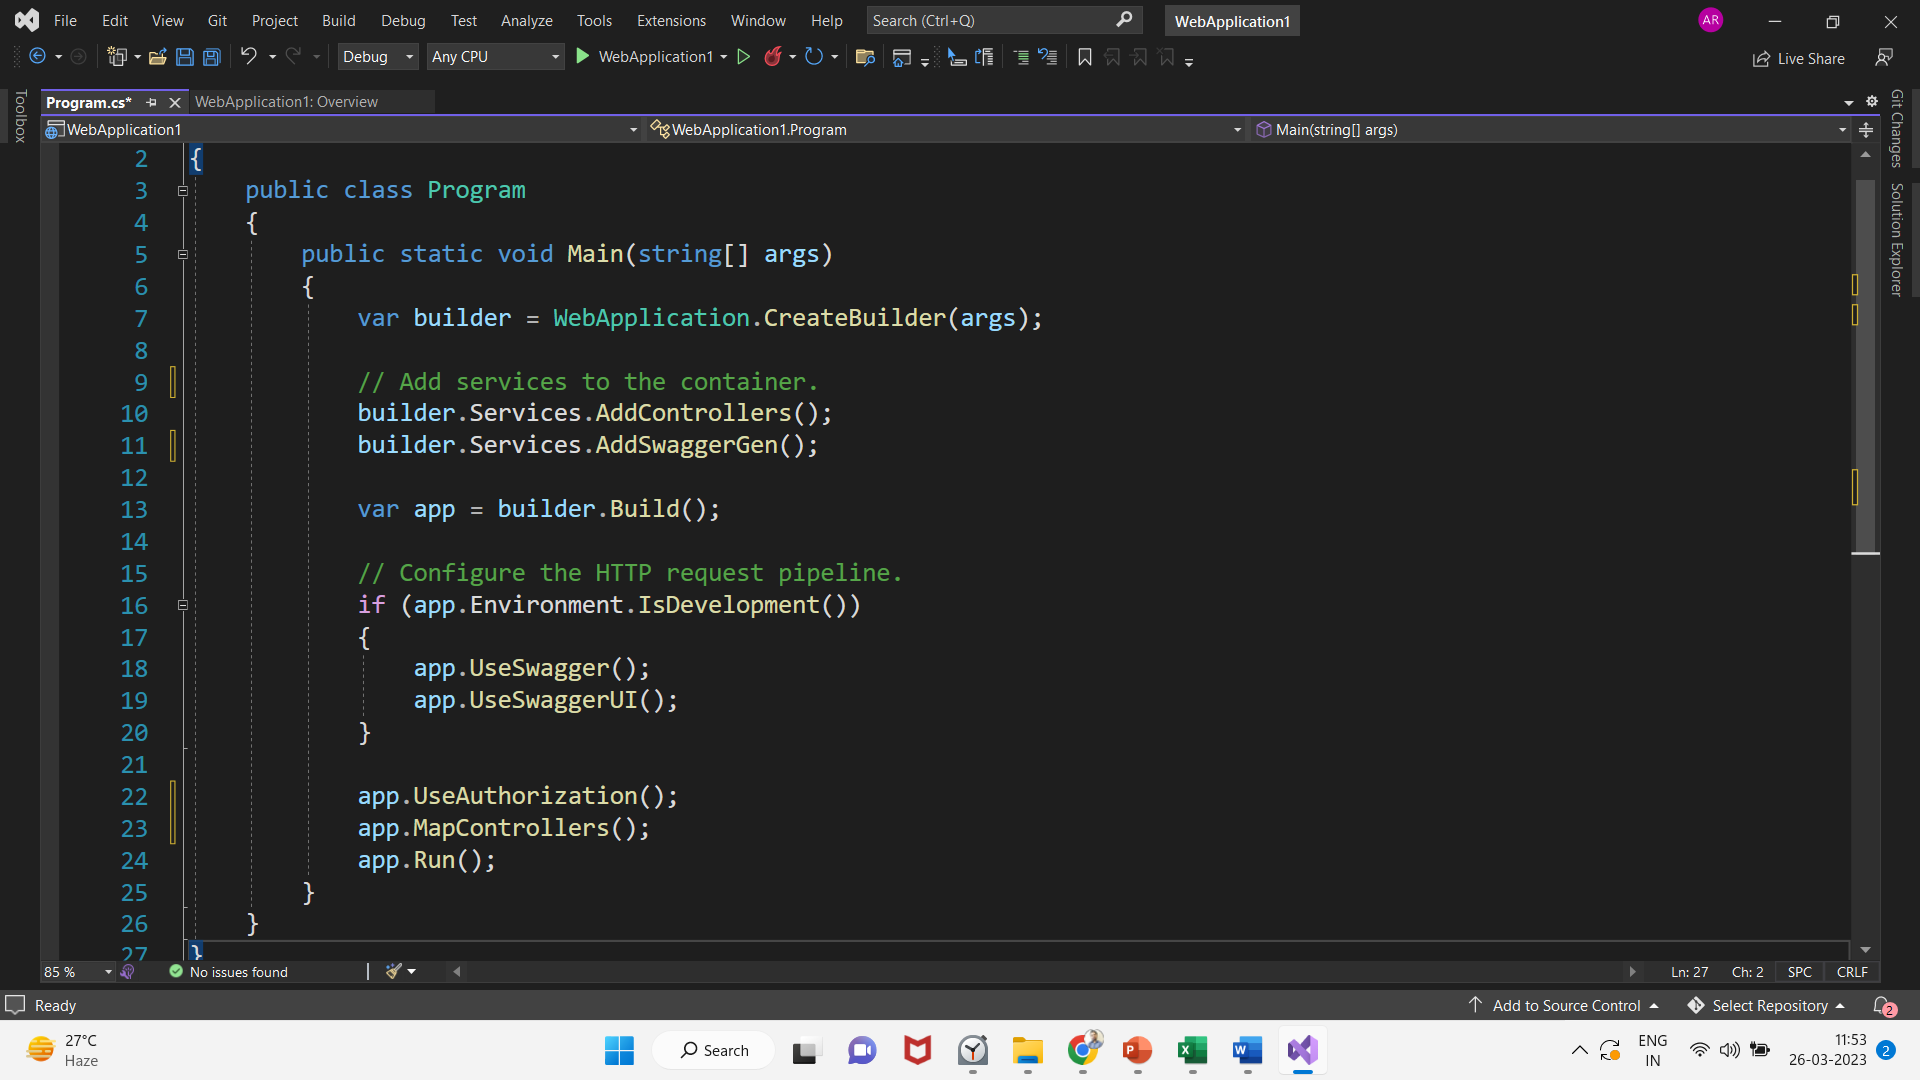 File Edit View Git Project Build Debug Test Analyze Tools Extensions Window Help Search (Ctrl+Q) WebApplication1 AR
Debug Any CPU WebApplication1 Live Share
Toolbox
Program.cs* WebApplication1: Overview
WebApplication1 WebApplication1.Program Main(string[] args)
Git Changes
Solution Explorer
2 {
3 public class Program
4 {
5 public static void Main(string[] args)
6 {
7 var builder = WebApplication.CreateBuilder(args);
8
9 // Add services to the container.
10 builder.Services.AddControllers();
11 builder.Services.AddSwaggerGen();
12
13 var app = builder.Build();
14
15 // Configure the HTTP request pipeline.
16 if (app.Environment.IsDevelopment())
17 {
18 app.UseSwagger();
19 app.UseSwaggerUI();
20 }
21
22 app.UseAuthorization();
23 app.MapControllers();
24 app.Run();
25 }
26 }
27 }
85 % No issues found Ln: 27 Ch: 2 SPC CRLF
Ready Add to Source Control Select Repository 2
27°C
Haze
Search
P X W
ENG
IN
11:53
26-03-2023
2